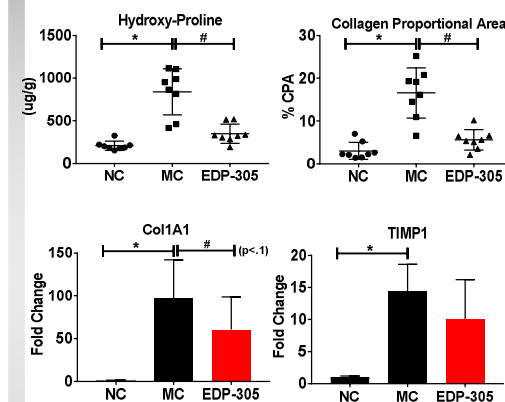 Hydroxy-Proline
* #
(ug/g)
1500
1000
500
0
NC MC EDP-305
Collagen Proportional Area
* #
% CPA
30
20
10
0
NC MC EDP-305
Col1A1
* # (p<.1)
Fold Change
150
100
50
0
NC MC EDP-305
TIMP1
*
Fold Change
20
15
10
5
0
NC MC EDP-305